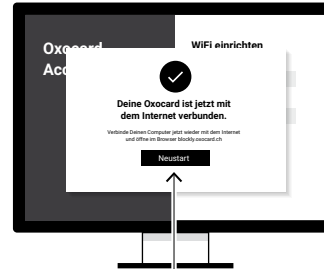 Oxocard
WiFi einrichten
Deine Oxocard ist jetzt mit
dem Internet verbunden.
Verbinde Deinen Computer jetzt wieder mit dem Internet
und öffne im Browser blockly.oxocard.ch
Neustart